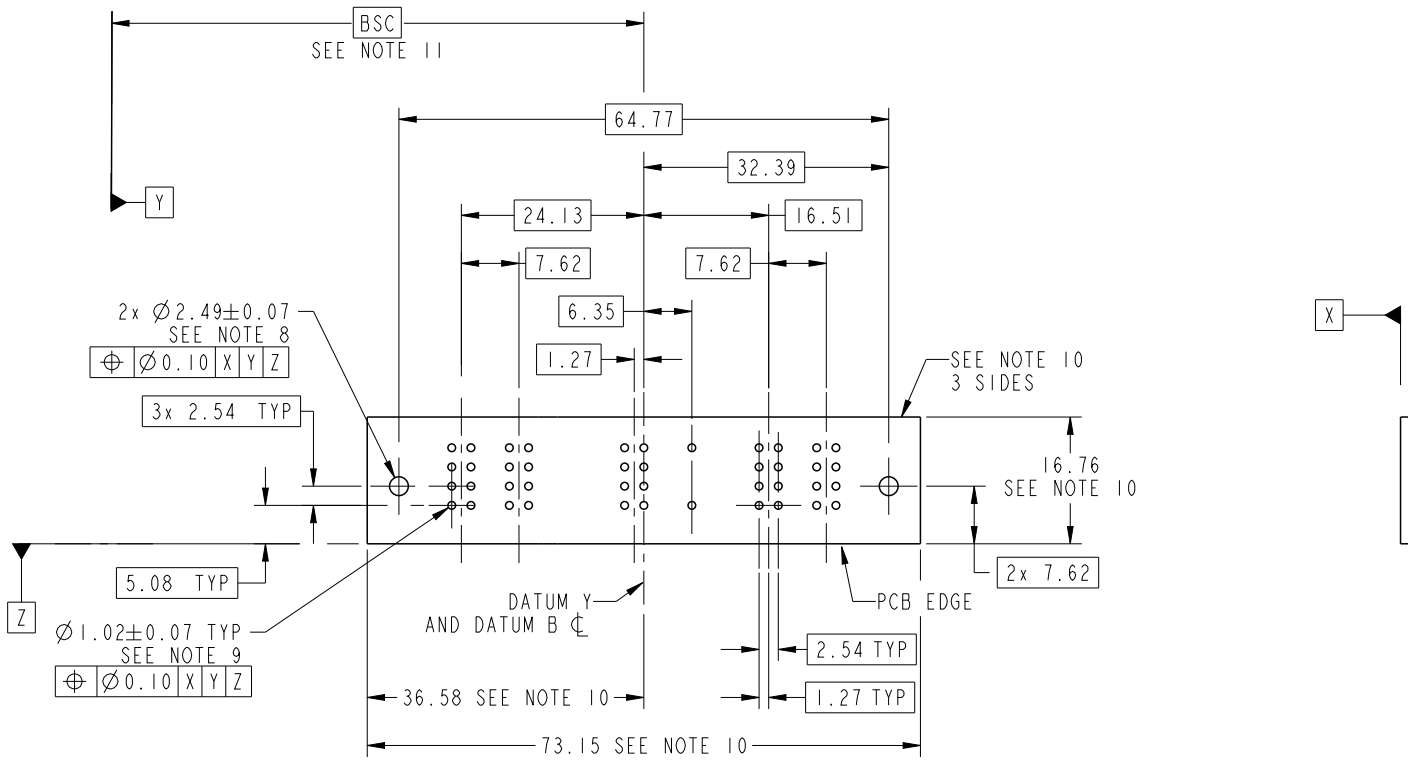 BSC
SEE NOTE 11
64.77
32.39
Y
24.13
16.51
7.62
7.62
6.35
X
2x Ø2.49±0.07
SEE NOTE 8
⌖ Ø0.10 X Y Z
1.27
SEE NOTE 10
3 SIDES
3x 2.54 TYP
16.76
SEE NOTE 10
5.08 TYP
2x 7.62
Z
DATUM Y
AND DATUM B ℄
PCB EDGE
Ø1.02±0.07 TYP
SEE NOTE 9
⌖ Ø0.10 X Y Z
2.54 TYP
36.58 SEE NOTE 10
1.27 TYP
73.15 SEE NOTE 10